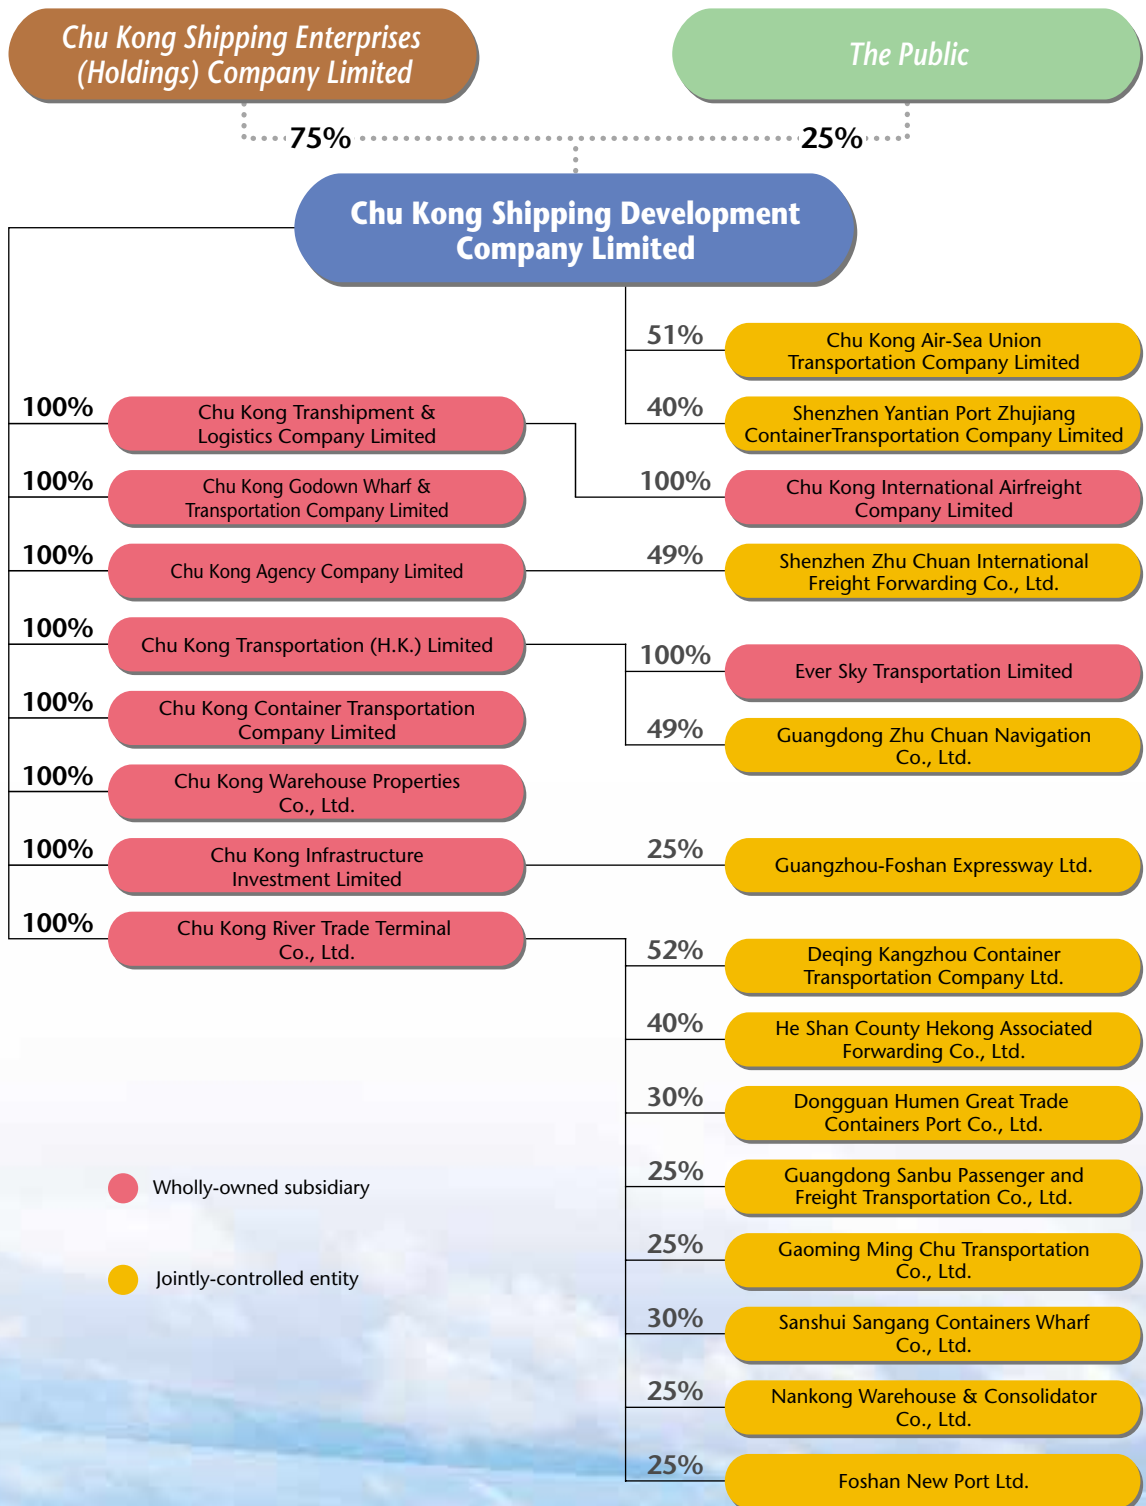 Chu Kong Shipping Enterprises
(Holdings) Company Limited
The Public
75%
25%
Chu Kong Shipping Development
Company Limited
51%
Chu Kong Air-Sea Union
Transportation Company Limited
40%
Shenzhen Yantian Port Zhujiang
ContainerTransportation Company Limited
100%
Chu Kong Transhipment &
Logistics Company Limited
100%
Chu Kong International Airfreight
Company Limited
100%
Chu Kong Godown Wharf &
Transportation Company Limited
100%
Chu Kong Agency Company Limited
49%
Shenzhen Zhu Chuan International
Freight Forwarding Co., Ltd.
100%
Chu Kong Transportation (H.K.) Limited
100%
Ever Sky Transportation Limited
49%
Guangdong Zhu Chuan Navigation
Co., Ltd.
100%
Chu Kong Container Transportation
Company Limited
100%
Chu Kong Warehouse Properties
Co., Ltd.
100%
Chu Kong Infrastructure
Investment Limited
25%
Guangzhou-Foshan Expressway Ltd.
100%
Chu Kong River Trade Terminal
Co., Ltd.
52%
Deqing Kangzhou Container
Transportation Company Ltd.
40%
He Shan County Hekong Associated
Forwarding Co., Ltd.
30%
Dongguan Humen Great Trade
Containers Port Co., Ltd.
25%
Guangdong Sanbu Passenger and
Freight Transportation Co., Ltd.
25%
Gaoming Ming Chu Transportation
Co., Ltd.
30%
Sanshui Sangang Containers Wharf
Co., Ltd.
25%
Nankong Warehouse & Consolidator
Co., Ltd.
25%
Foshan New Port Ltd.
Wholly-owned subsidiary
Jointly-controlled entity